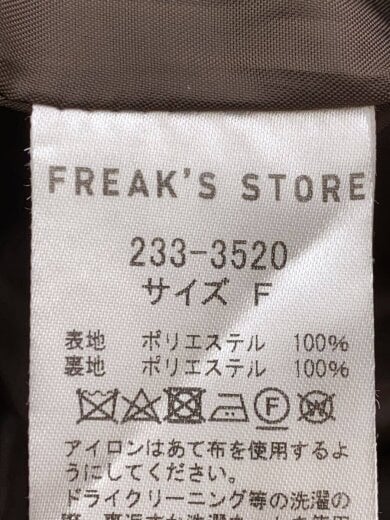 FREAK'S STORE
233-3520
サイズ F
表地 ポリエステル 100%
裏地 ポリエステル 100%
F W
アイロンはあて布を使用するよ
うにしてください。
ドライクリーニング等の洗濯の